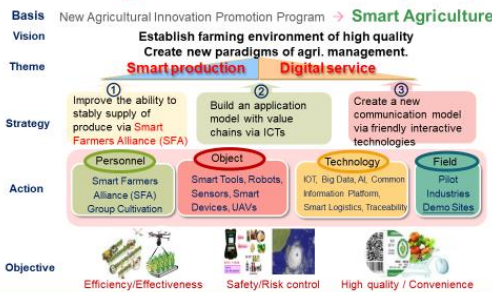 Basis New Agricultural Innovation Promotion Program → Smart Agriculture
Vision Establish farming environment of high quality
Create new paradigms of agri. management.
Theme Smart production Digital service
1 2 3
Strategy
Improve the ability to
stably supply of
produce via Smart
Farmers Alliance (SFA)
Build an application
model with value
chains via ICTs
Create a new
communication model
via friendly interactive
technologies
Action
Personnel
Smart Farmers
Alliance (SFA)
Group Cultivation
Object
Smart Tools, Robots,
Sensors, Smart
Devices, UAVs
Technology
IOT, Big Data, AI, Common
Information Platform,
Smart Logistics, Traceability
Field
Pilot
Industries
Demo Sites
Objective
Efficiency/Effectiveness
Safety/Risk control
High quality / Convenience